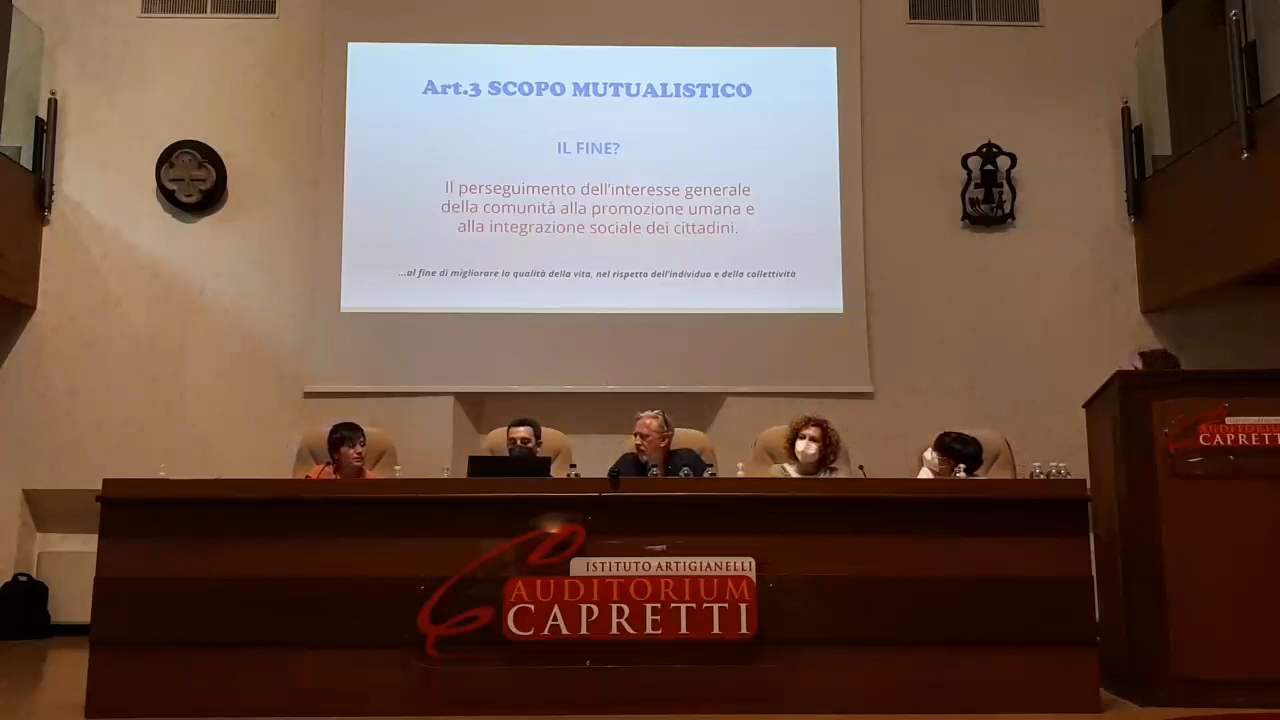 Art.3 SCOPO MUTUALISTICO
IL FINE?
Il perseguimento dell'interesse generale
della comunità alla promozione umana e
alla integrazione sociale dei cittadini.
...al fine di migliorare la qualità della vita, nel rispetto dell'individuo e della collettività
ISTITUTO ARTIGIANELLI
AUDITORIUM
CAPRETTI
AUDITORIUM
CAPRETTI